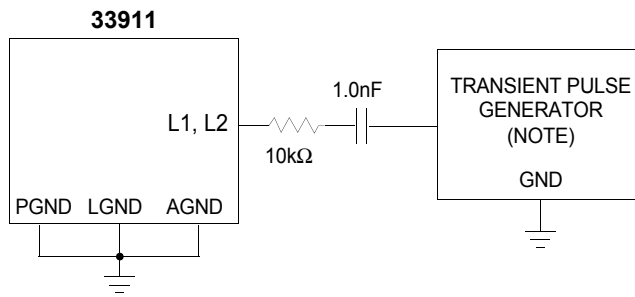 33911
1.0nF
TRANSIENT PULSE
GENERATOR
(NOTE)
L1, L2
10kΩ
GND
PGND LGND AGND